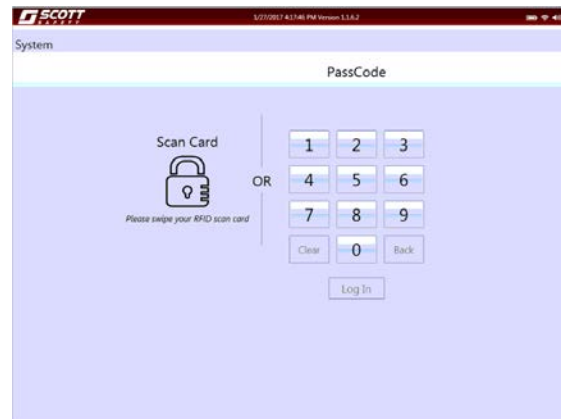 SCOTT
SAFETY
1/27/2017 4:17:46 PM Version 1.1.6.2
System
PassCode
Scan Card
Please swipe your RFID scan card
OR
1 2 3
4 5 6
7 8 9
Clear 0 Back
Log In